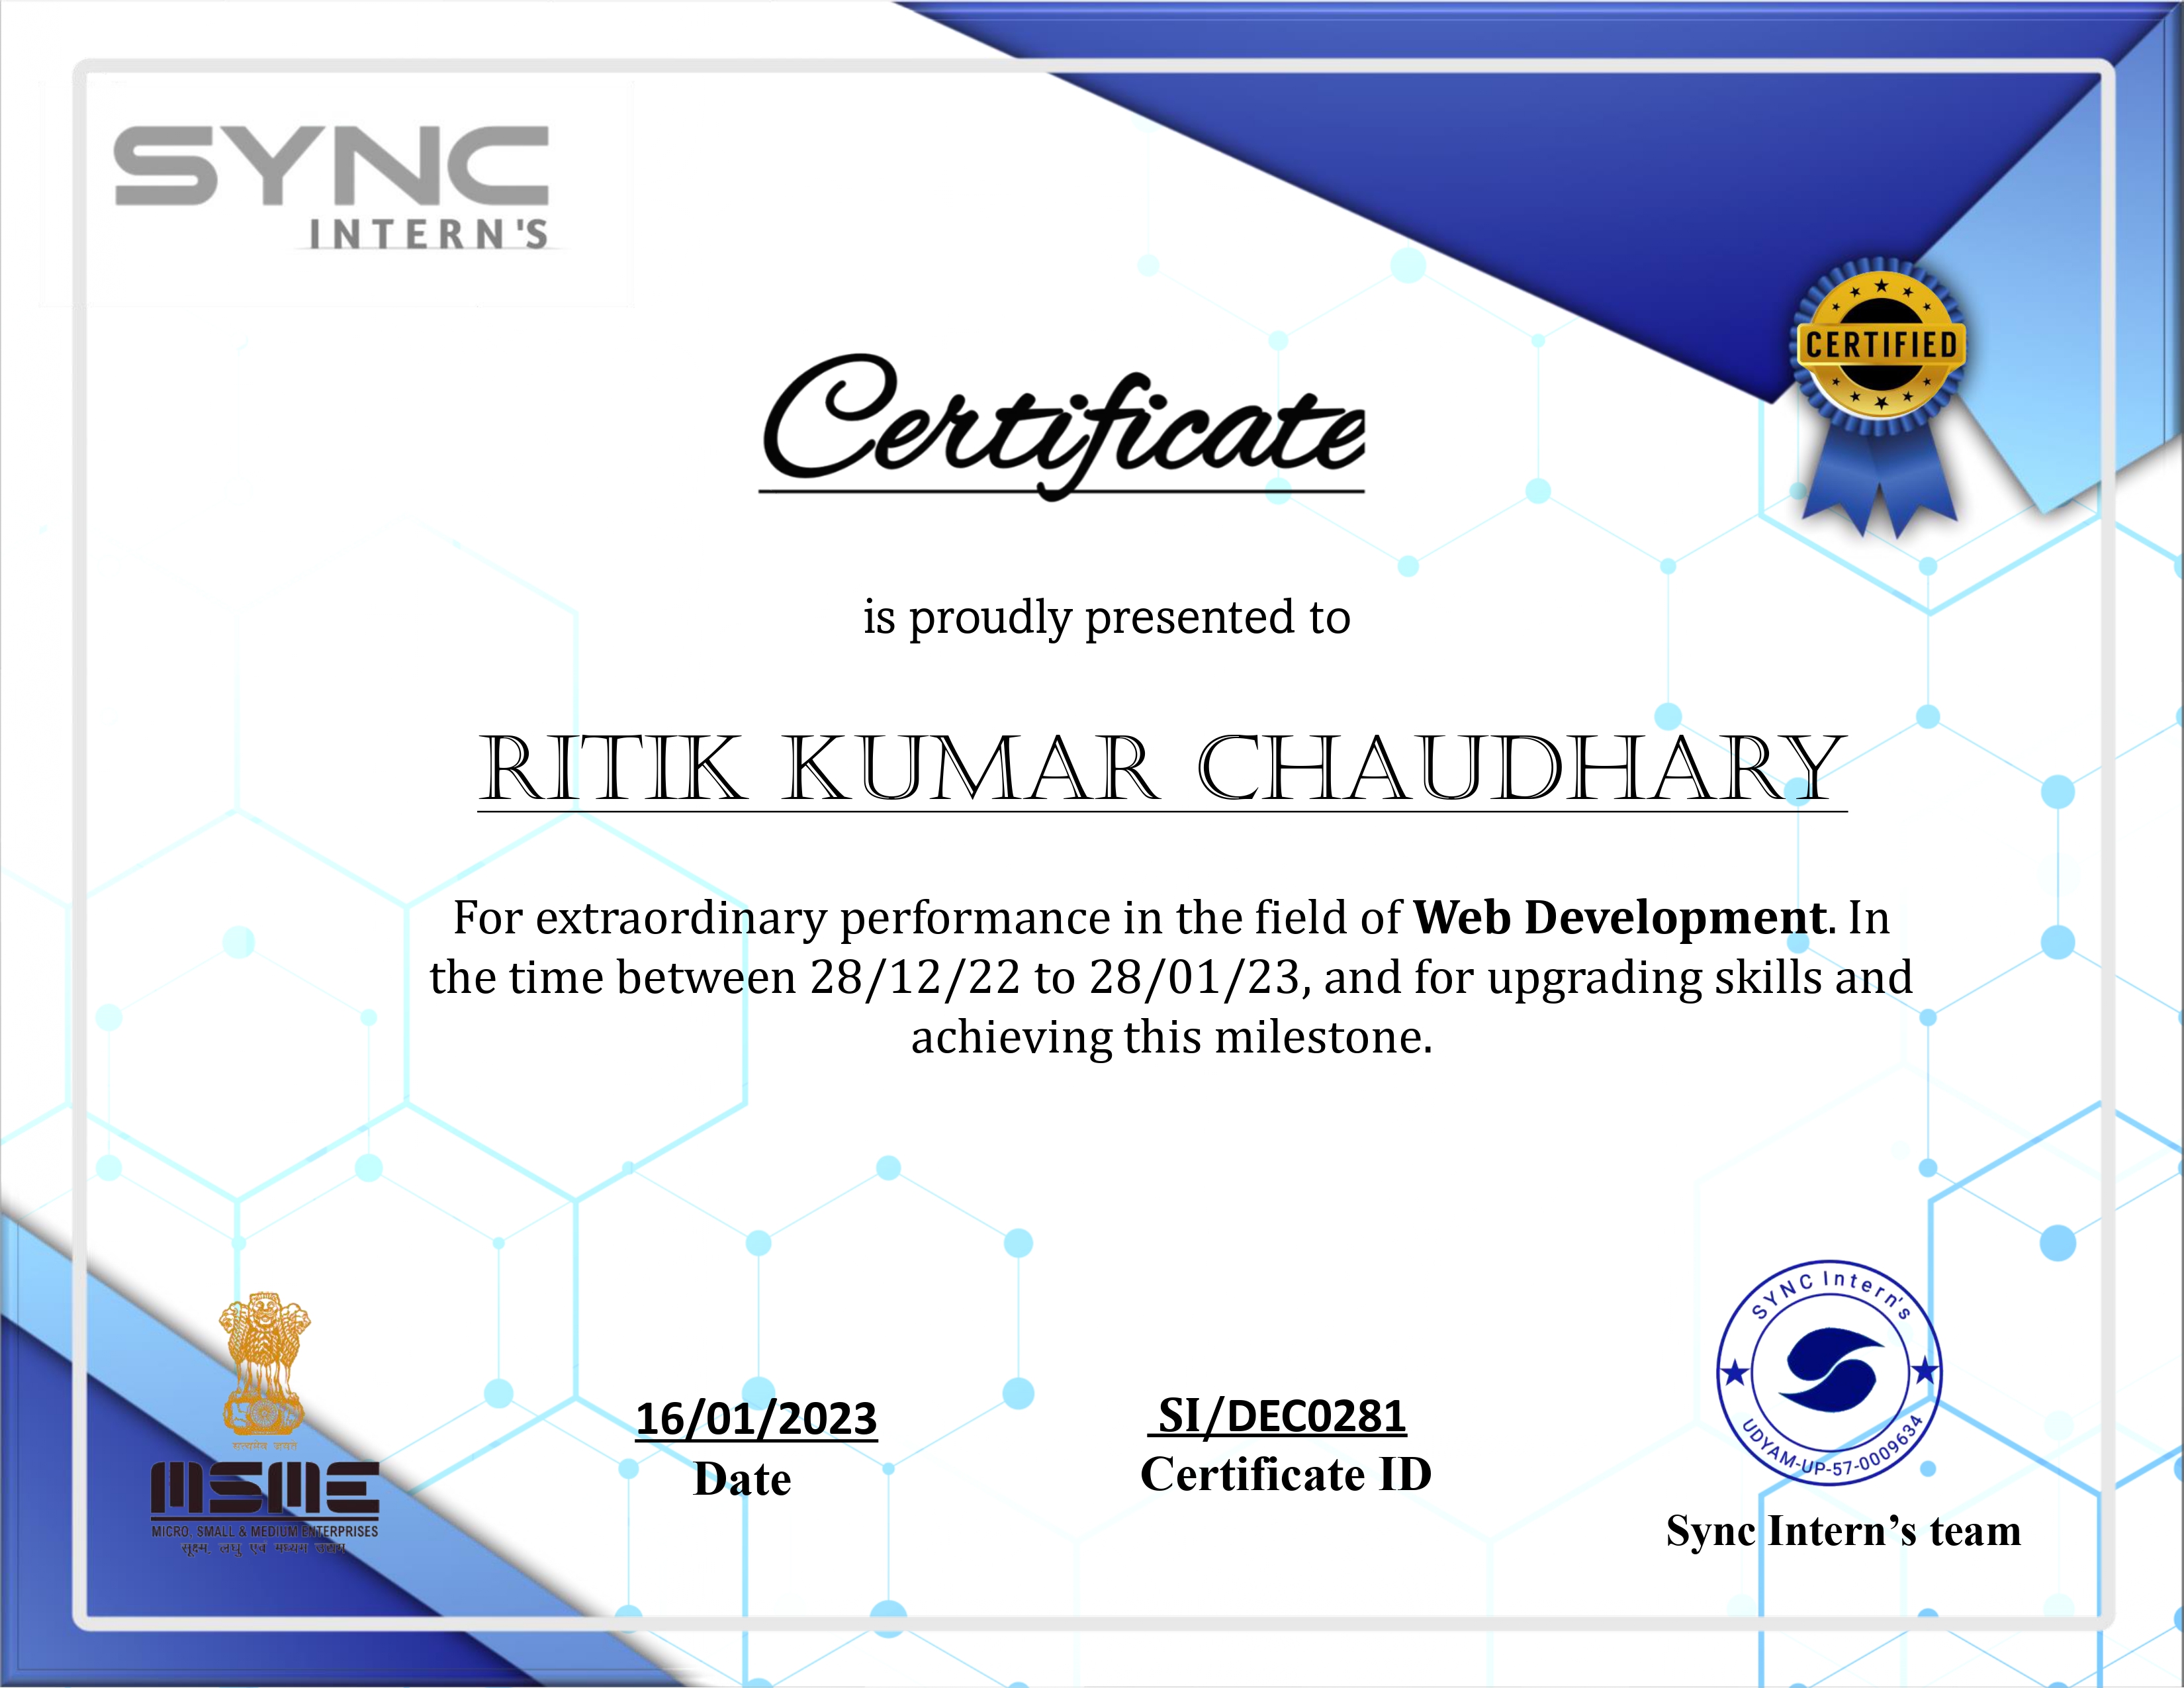 SYNC
INTERN'S
CERTIFIED
Certificate
is proudly presented to
RITIK KUMAR CHAUDHARY
For extraordinary performance in the field of Web Development. In
the time between 28/12/22 to 28/01/23, and for upgrading skills and
achieving this milestone.
सत्यमेव जयते
MSME
MICRO, SMALL & MEDIUM ENTERPRISES
सूक्ष्म, लघु एवं मध्यम उद्यम
16/01/2023
Date
SI/DEC0281
Certificate ID
SYNC Intern's
UDYAM-UP-57-0009634
Sync Intern’s team